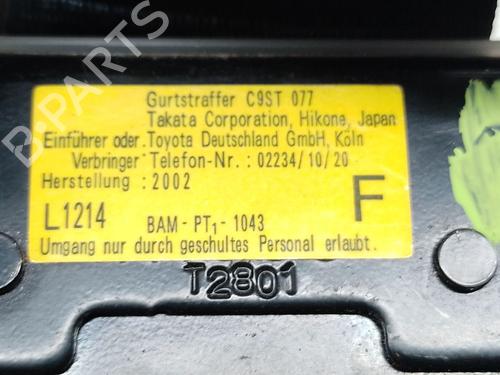 B-PARTS
Gurtstraffer C9ST 077
Takata Corporation, Hikone, Japan
Einführer oder Toyota Deutschland GmbH, Köln
Verbringer Telefon-Nr. : 02234/10/20
Herstellung : 2002
F
L1214 BAM - PT1 - 1043
Umgang nur durch geschultes Personal erlaubt.
T2801